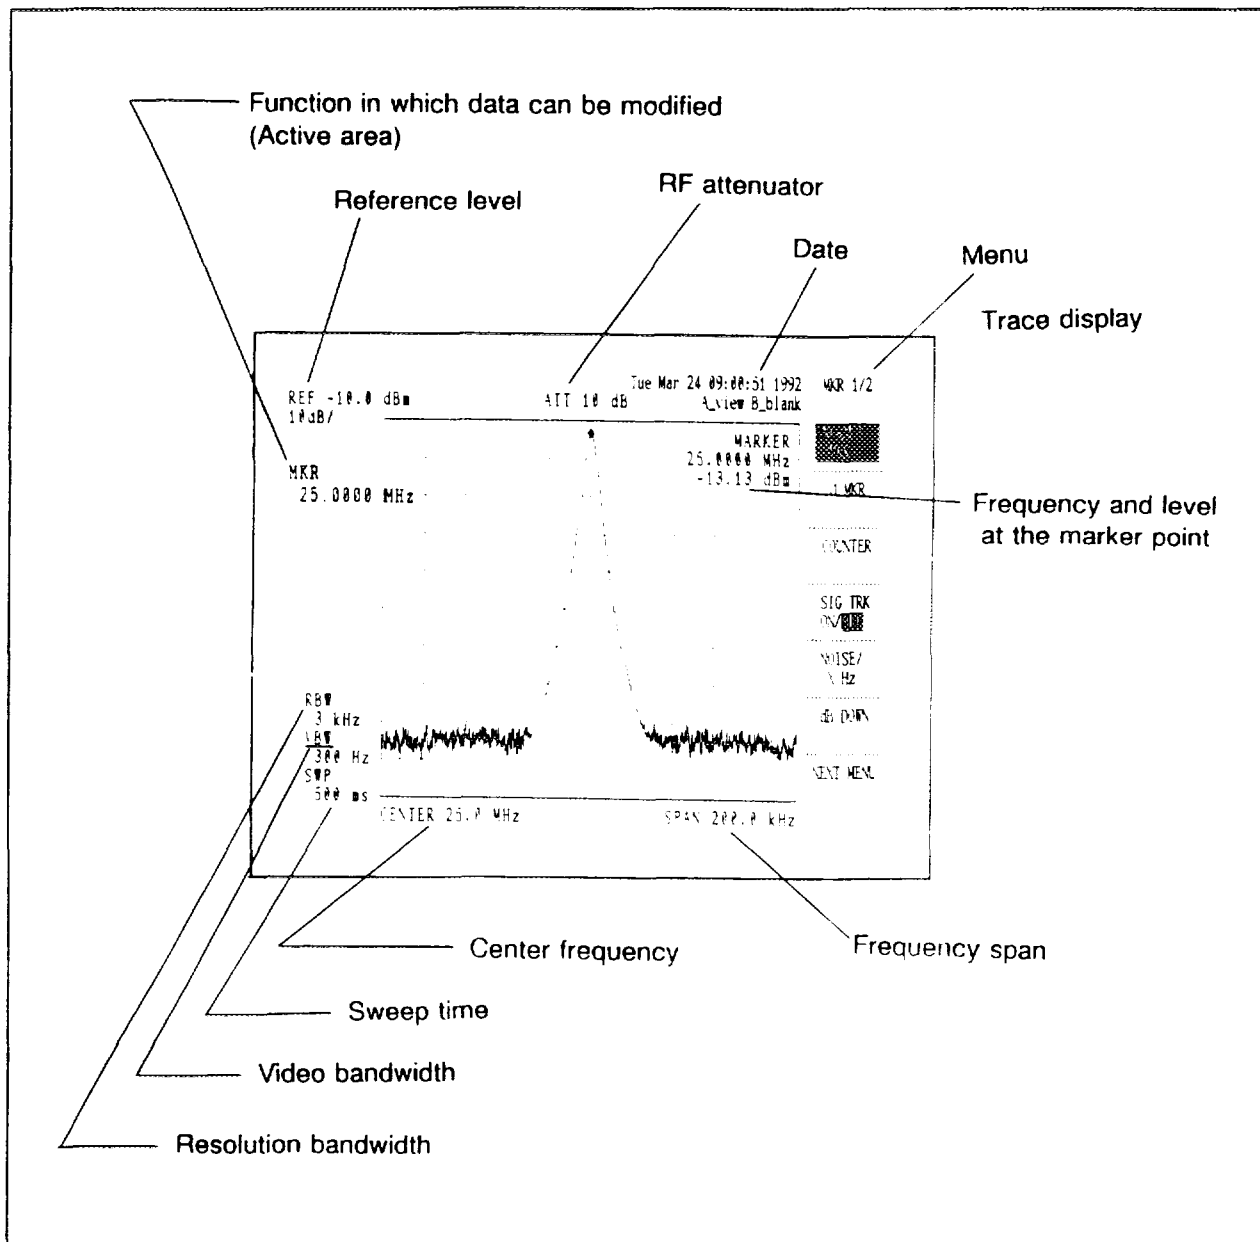 Function in which data can be modified
(Active area)
RF attenuator
Reference level
Date
Menu
Trace display
Tue Mar 24 09:00:51 1992
MKR 1/2
REF -10.0 dBm
ATT 10 dB
A_view B_blank
10dB/
MARKER
25.0000 MHz
-13.13 dBm
MKR
25.0000 MHz
MKR
Frequency and level
at the marker point
COUNTER
SIG TRK
ON/
NOISE/
Hz
dB DOWN
NEXT MENU
RBW
3 kHz
VBW
300 Hz
SWP
500 ms
CENTER 25.0 MHz
SPAN 200.0 kHz
Center frequency
Frequency span
Sweep time
Video bandwidth
Resolution bandwidth